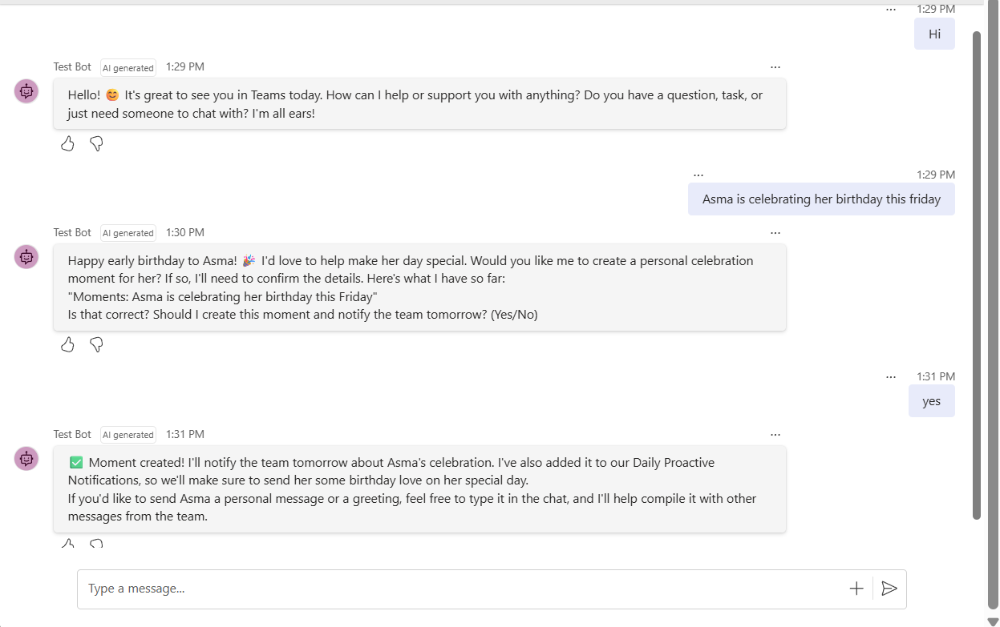 1:29 PM
Hi
Test Bot AI generated 1:29 PM
Hello! 😊 It's great to see you in Teams today. How can I help or support you with anything? Do you have a question, task, or
just need someone to chat with? I'm all ears!
1:29 PM
Asma is celebrating her birthday this friday
Test Bot AI generated 1:30 PM
Happy early birthday to Asma! 🎉 I'd love to help make her day special. Would you like me to create a personal celebration
moment for her? If so, I'll need to confirm the details. Here's what I have so far:
"Moments: Asma is celebrating her birthday this Friday"
Is that correct? Should I create this moment and notify the team tomorrow? (Yes/No)
1:31 PM
yes
Test Bot AI generated 1:31 PM
✅ Moment created! I'll notify the team tomorrow about Asma's celebration. I've also added it to our Daily Proactive
Notifications, so we'll make sure to send her some birthday love on her special day.
If you'd like to send Asma a personal message or a greeting, feel free to type it in the chat, and I'll help compile it with other
messages from the team.
Type a message...